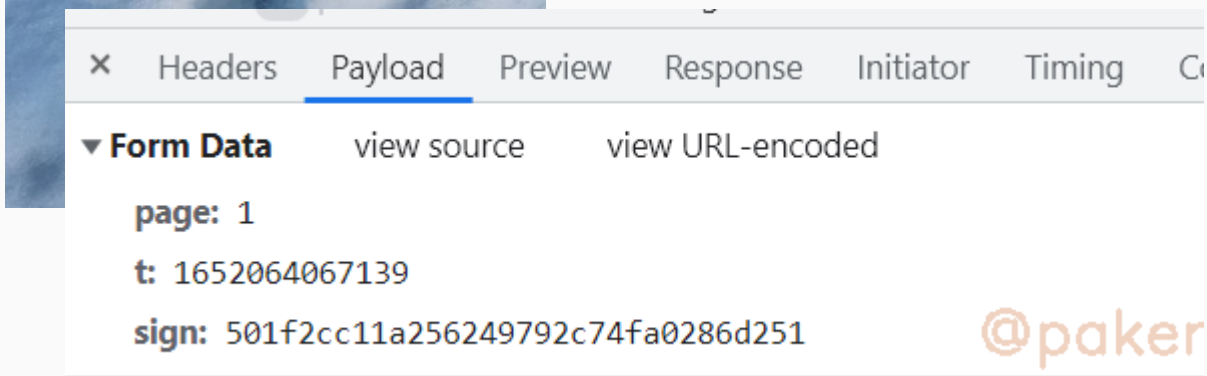 × Headers Payload Preview Response Initiator Timing
▼ Form Data view source view URL-encoded
page: 1
t: 1652064067139
sign: 501f2cc11a256249792c74fa0286d251
@paker